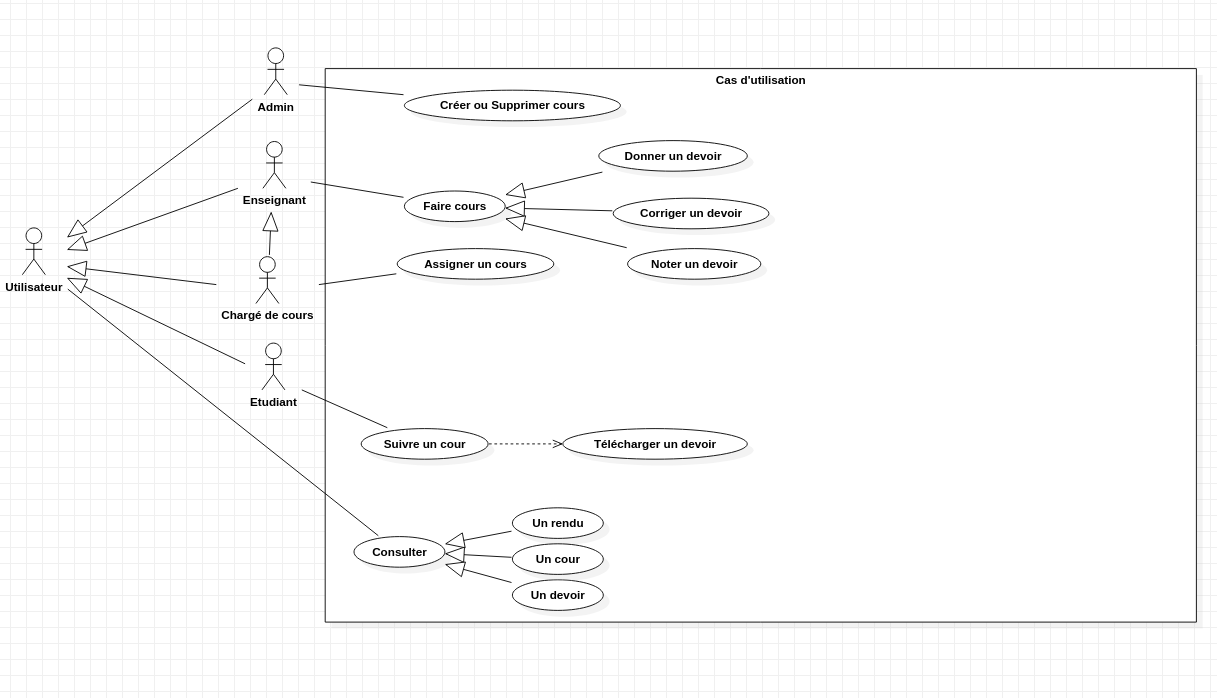 Cas d'utilisation
Admin
Créer ou Supprimer cours
Donner un devoir
Enseignant
Faire cours
Corriger un devoir
Assigner un cours
Noter un devoir
Utilisateur
Chargé de cours
Etudiant
Suivre un cour
Télécharger un devoir
Un rendu
Consulter
Un cour
Un devoir